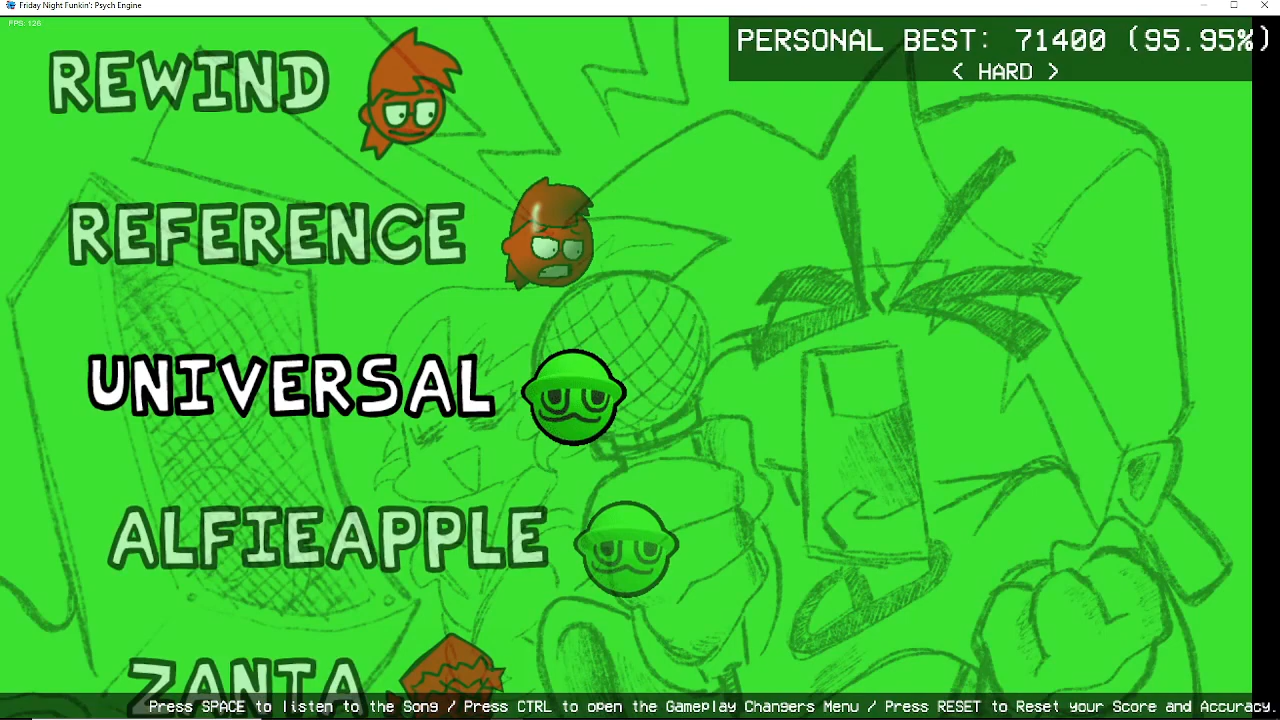 Friday Night Funkin': Psych Engine
FPS: 126
PERSONAL BEST: 71400 (95.95%)
< HARD >
REWIND
REFERENCE
UNIVERSAL
ALFIEAPPLE
ZANTA
Press SPACE to listen to the Song / Press CTRL to open the Gameplay Changers Menu / Press RESET to Reset your Score and Accuracy.